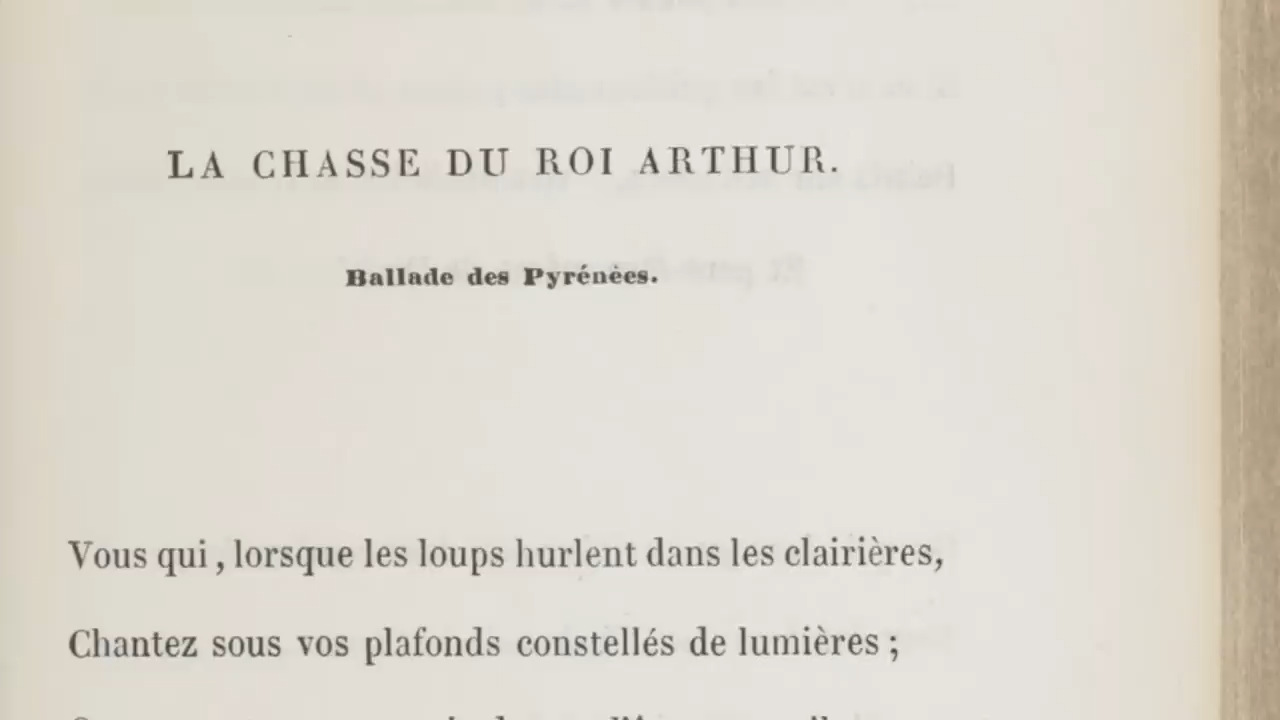 LA CHASSE DU ROI ARTHUR.
Ballade des Pyrénées.
Vous qui, lorsque les loups hurlent dans les clairières,
Chantez sous vos plafonds constellés de lumières ;